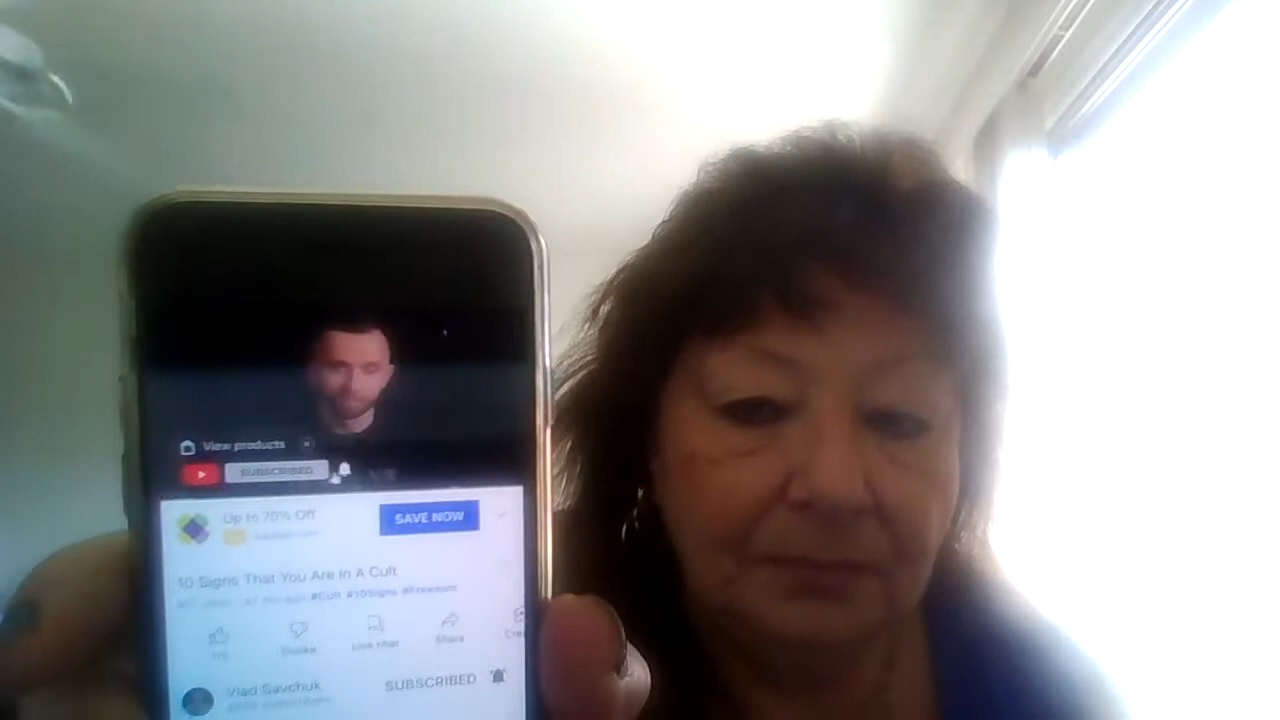 View products
SUBSCRIBED
Up to 70% Off
SAVE NOW
10 Signs That You Are In A Cult
#Cult #10Signs #Freedom
Dislike
Live chat
Share
Vlad Savchuk
SUBSCRIBED